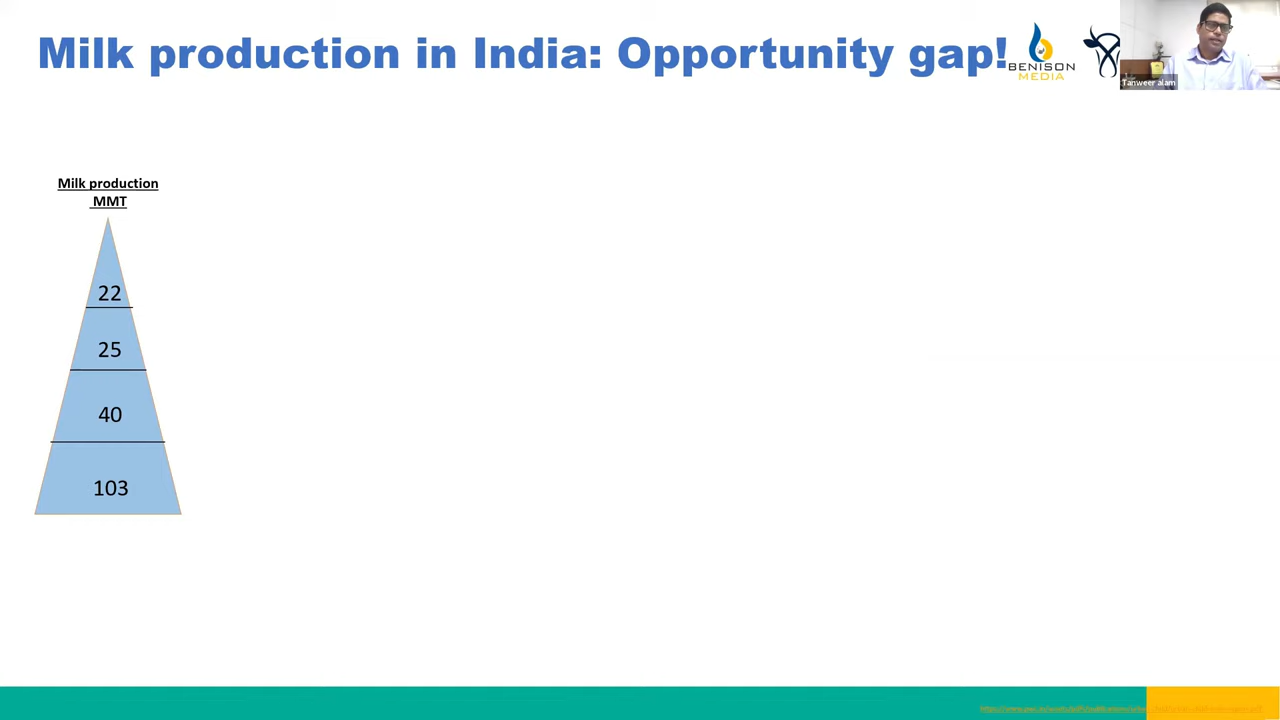 Milk production in India: Opportunity gap!
BENISON
MEDIA
Tanweer alam
Milk production
MMT
22
25
40
103